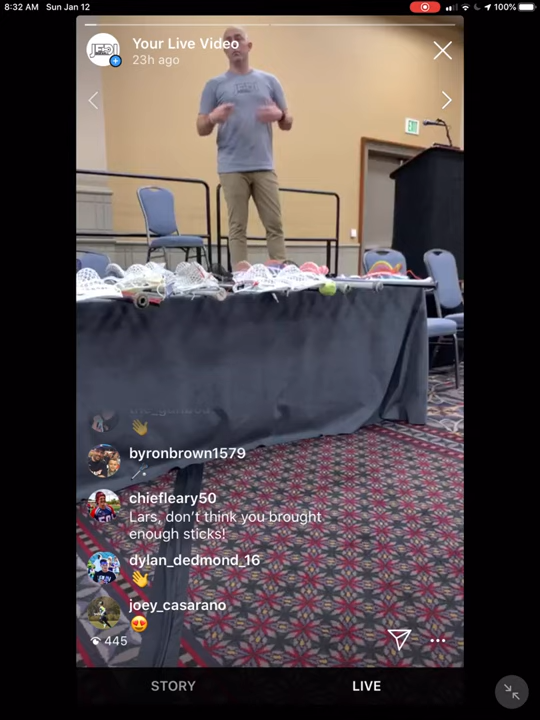 8:32 AM Sun Jan 12
100%
JEDI
Your Live Video
23h ago
byronbrown1579
chiefleary50
Lars, don't think you brought
enough sticks!
dylan_dedmond_16
joey_casarano
445
STORY
LIVE